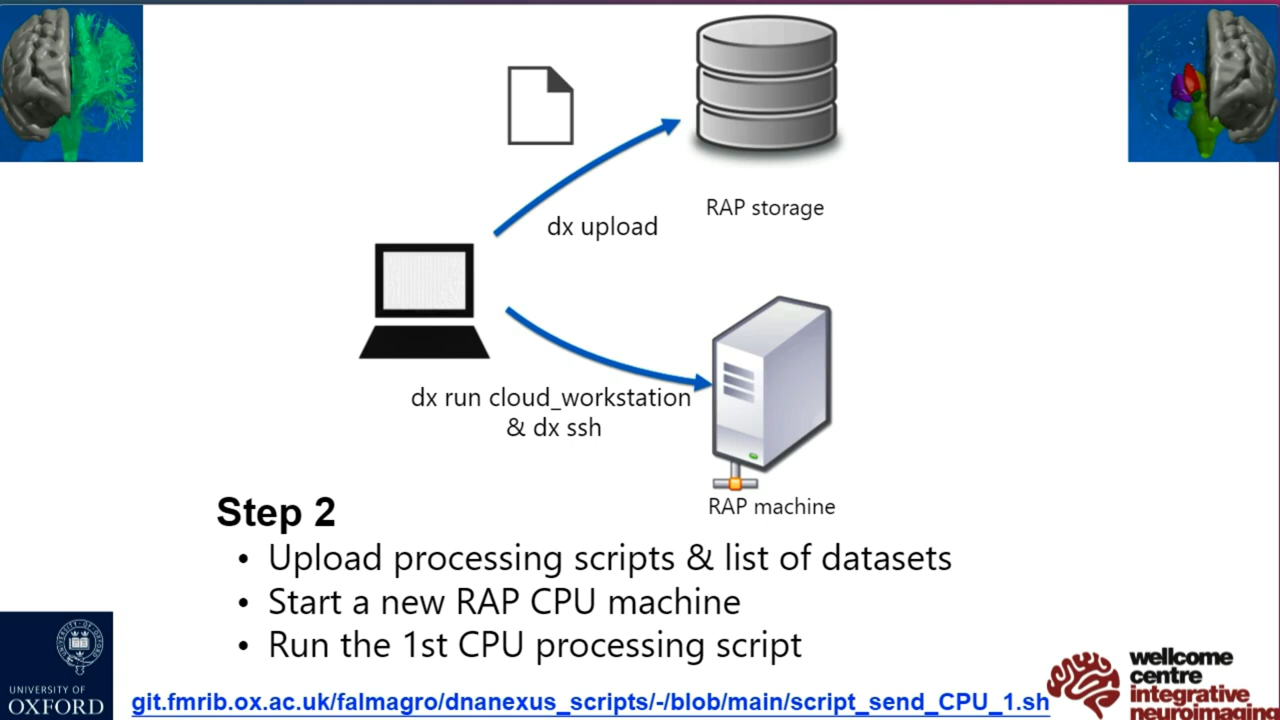 RAP storage
dx upload
dx run cloud_workstation
& dx ssh
RAP machine
Step 2
• Upload processing scripts & list of datasets
• Start a new RAP CPU machine
• Run the 1st CPU processing script
git.fmrib.ox.ac.uk/falmagro/dnanexus_scripts/-/blob/main/script_send_CPU_1.sh
UNIVERSITY OF
OXFORD
wellcome
centre
integrative
neuroimaging